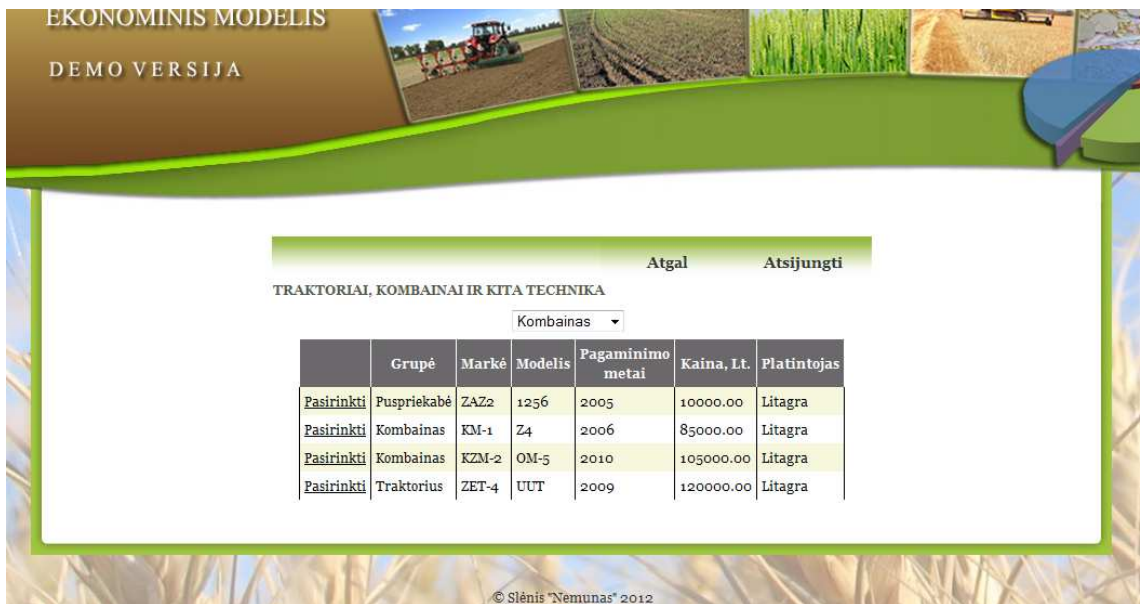 EKONOMINIS MODELIS
DEMO VERSIJA
Atgal Atsijungti
TRAKTORIAI, KOMBAINAI IR KITA TECHNIKA
Kombainas
Grupė Markė Modelis Pagaminimo metai Kaina, Lt. Platintojas
Pasirinkti Puspriekabė ZAZ2 1256 2005 10000.00 Litagra
Pasirinkti Kombainas KM-1 Z4 2006 85000.00 Litagra
Pasirinkti Kombainas KZM-2 OM-5 2010 105000.00 Litagra
Pasirinkti Traktorius ZET-4 UUT 2009 120000.00 Litagra
© Slėnis "Nemunas" 2012